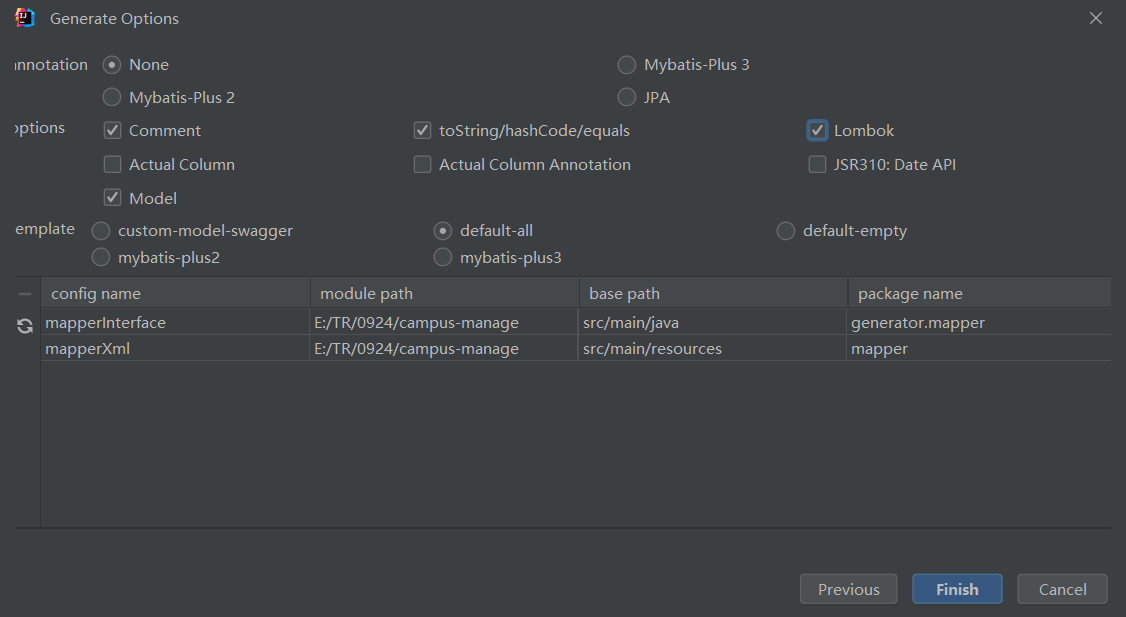 Generate Options
nnotation None Mybatis-Plus 3
Mybatis-Plus 2 JPA
options Comment toString/hashCode/equals Lombok
Actual Column Actual Column Annotation JSR310: Date API
Model
emplate custom-model-swagger default-all default-empty
mybatis-plus2 mybatis-plus3
config name module path base path package name
mapperInterface E:/TR/0924/campus-manage src/main/java generator.mapper
mapperXml E:/TR/0924/campus-manage src/main/resources mapper
Previous Finish Cancel